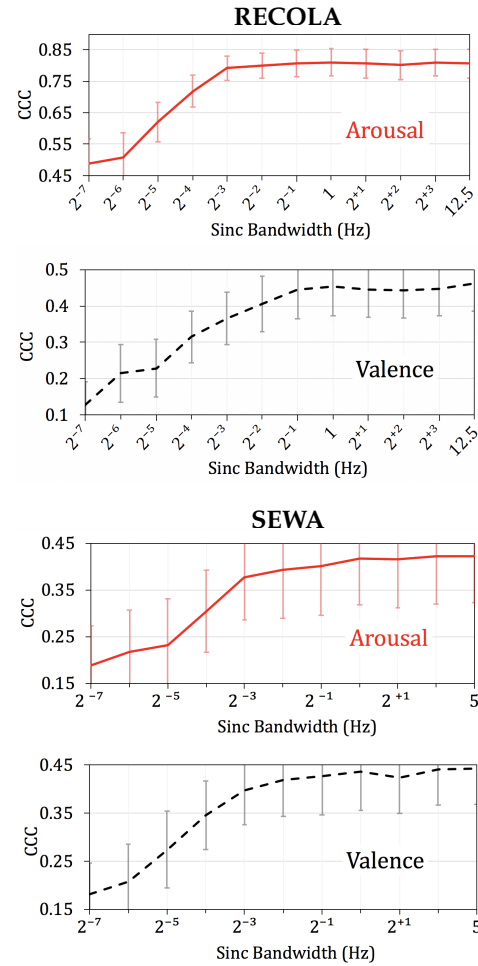 RECOLA
0.85
0.75
0.65
0.55
0.45
CCC
Arousal
2⁻⁷ 2⁻⁶ 2⁻⁵ 2⁻⁴ 2⁻³ 2⁻² 2⁻¹ 1 2⁺¹ 2⁺² 2⁺³ 12.5
Sinc Bandwidth (Hz)
0.5
0.4
0.3
0.2
0.1
CCC
Valence
2⁻⁷ 2⁻⁶ 2⁻⁵ 2⁻⁴ 2⁻³ 2⁻² 2⁻¹ 1 2⁺¹ 2⁺² 2⁺³ 12.5
Sinc Bandwidth (Hz)
SEWA
0.45
0.35
0.25
0.15
CCC
Arousal
2⁻⁷ 2⁻⁵ 2⁻³ 2⁻¹ 2⁺¹ 5
Sinc Bandwidth (Hz)
0.45
0.35
0.25
0.15
CCC
Valence
2⁻⁷ 2⁻⁵ 2⁻³ 2⁻¹ 2⁺¹ 5
Sinc Bandwidth (Hz)